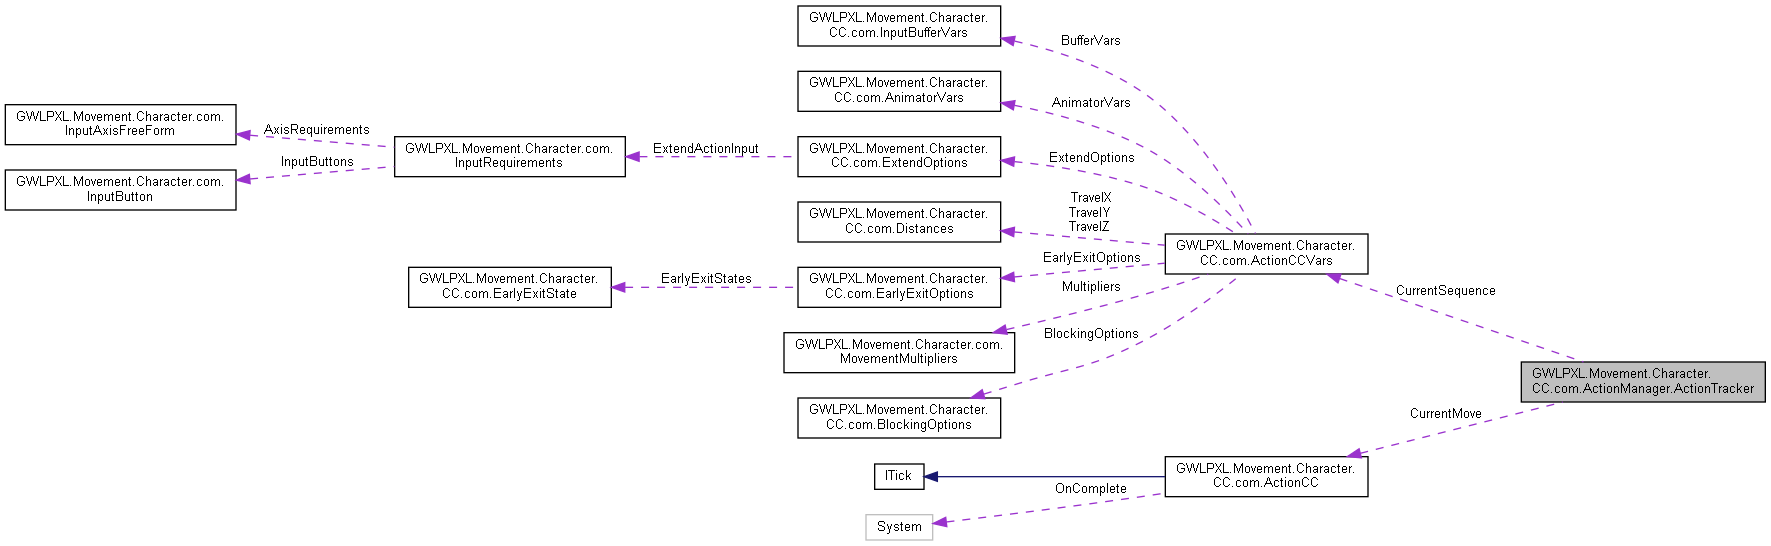 GWLPXL.Movement.Character.
CC.com.InputBufferVars
BufferVars
GWLPXL.Movement.Character.
CC.com.AnimatorVars
AnimatorVars
GWLPXL.Movement.Character.com.
InputAxisFreeForm
AxisRequirements
GWLPXL.Movement.Character.com.
InputRequirements
ExtendActionInput
GWLPXL.Movement.Character.
CC.com.ExtendOptions
ExtendOptions
InputButtons
GWLPXL.Movement.Character.com.
InputButton
TravelX
TravelY
TravelZ
GWLPXL.Movement.Character.
CC.com.Distances
GWLPXL.Movement.Character.
CC.com.ActionCCVars
EarlyExitOptions
GWLPXL.Movement.Character.
CC.com.EarlyExitState
EarlyExitStates
GWLPXL.Movement.Character.
CC.com.EarlyExitOptions
Multipliers
CurrentSequence
BlockingOptions
GWLPXL.Movement.Character.com.
MovementMultipliers
GWLPXL.Movement.Character.
CC.com.ActionManager.ActionTracker
GWLPXL.Movement.Character.
CC.com.BlockingOptions
CurrentMove
ITick
GWLPXL.Movement.Character.
CC.com.ActionCC
OnComplete
System